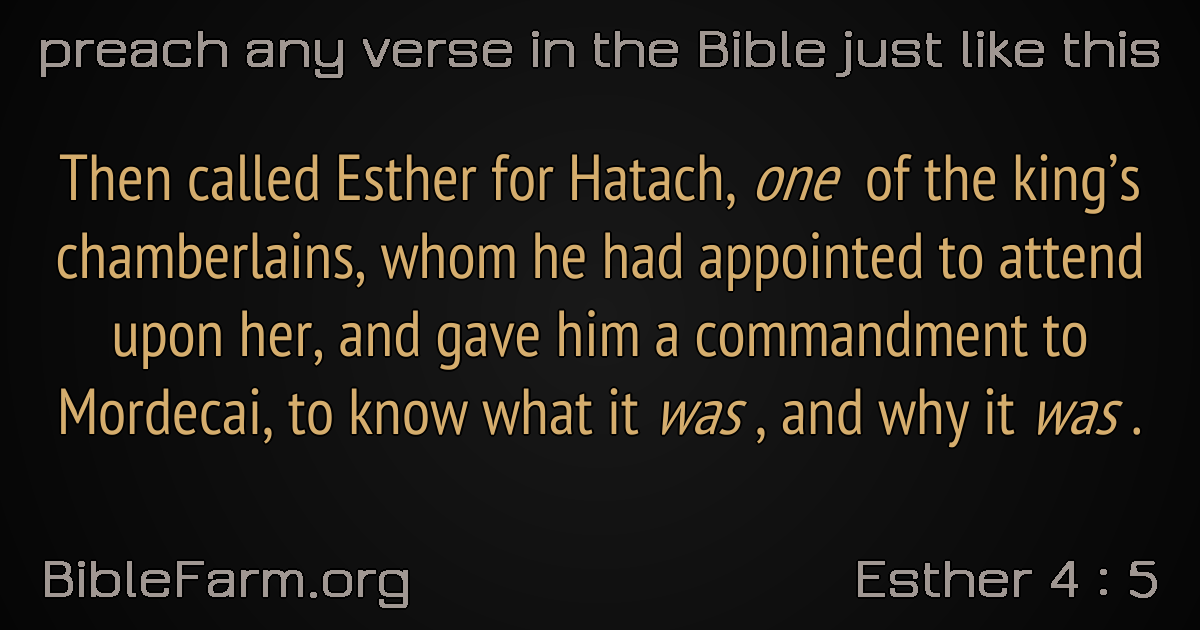 preach any verse in the Bible just like this
Then called Esther for Hatach, one of the king’s
chamberlains, whom he had appointed to attend
upon her, and gave him a commandment to
Mordecai, to know what it was , and why it was .
BibleFarm.org
Esther 4 : 5